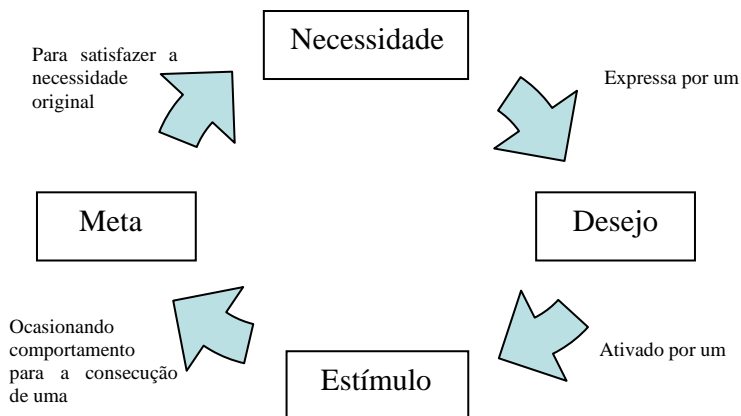 Necessidade
Expressa por um
Desejo
Ativado por um
Estímulo
Ocasionando
comportamento
para a consecução
de uma
Meta
Para satisfazer a
necessidade
original